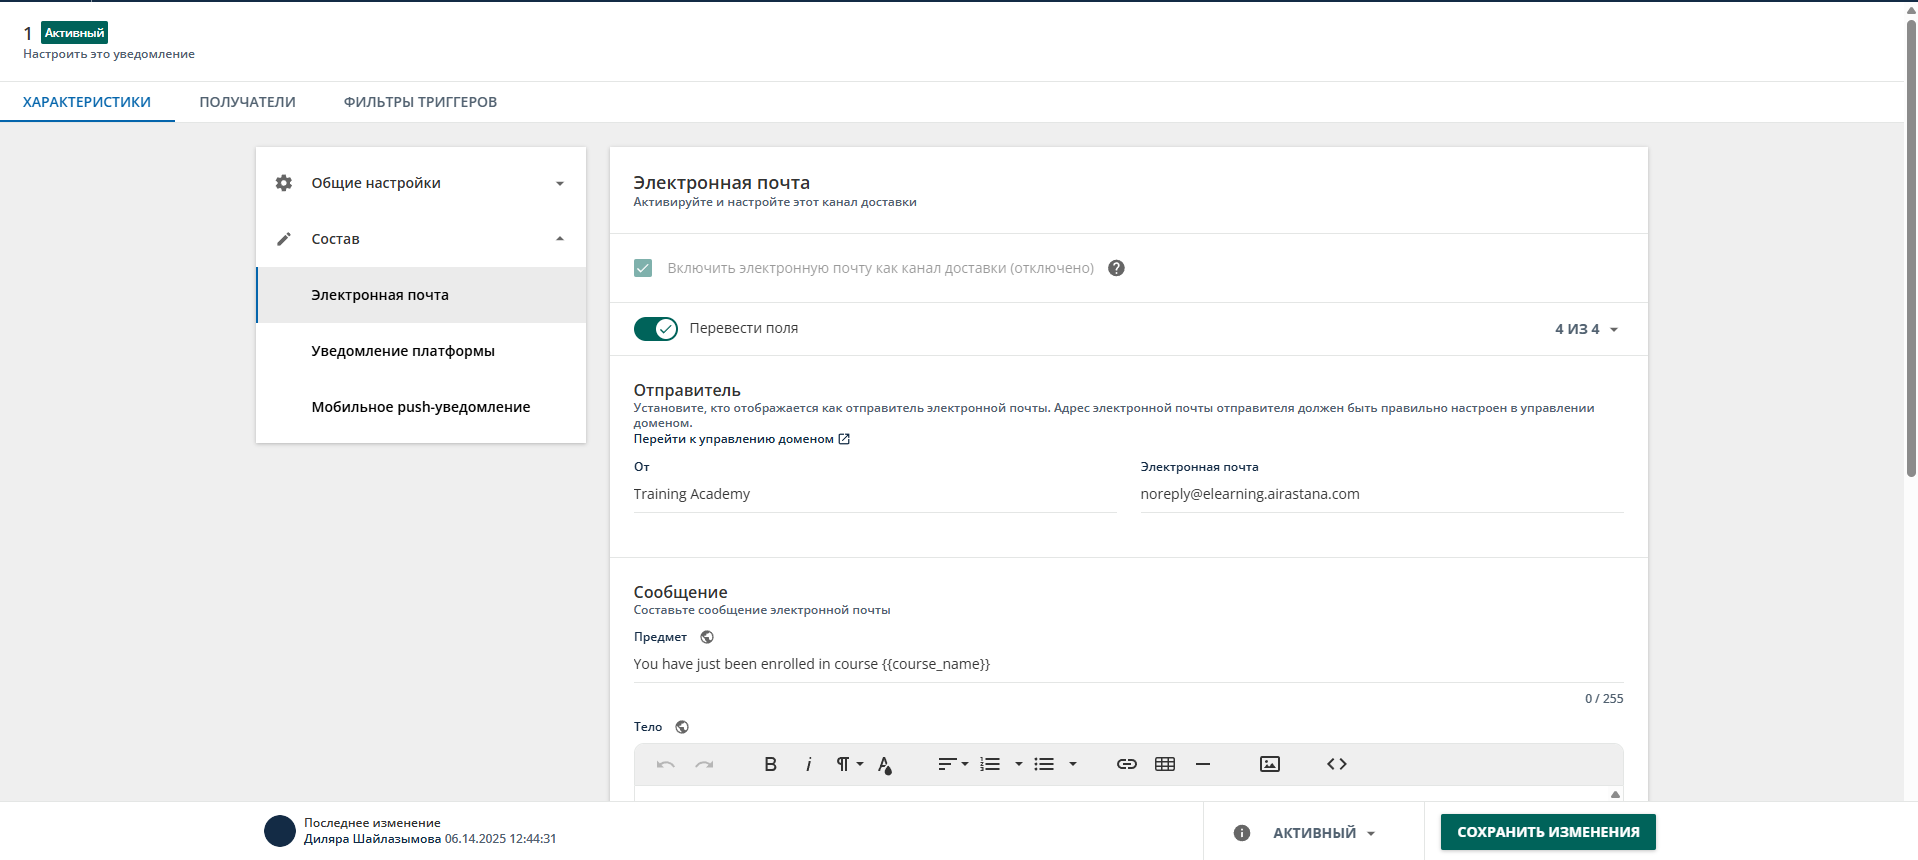 1 Активный
Настроить это уведомление
ХАРАКТЕРИСТИКИ ПОЛУЧАТЕЛИ ФИЛЬТРЫ ТРИГГЕРОВ
Общие настройки
Состав
Электронная почта
Уведомление платформы
Мобильное push-уведомление
Электронная почта
Активируйте и настройте этот канал доставки
Включить электронную почту как канал доставки (отключено)
Перевести поля
4 ИЗ 4
Отправитель
Установите, кто отображается как отправитель электронной почты. Адрес электронной почты отправителя должен быть правильно настроен в управлении
доменом.
Перейти к управлению доменом
От
Training Academy
Электронная почта
noreply@elearning.airastana.com
Сообщение
Составьте сообщение электронной почты
Предмет
You have just been enrolled in course {{course_name}}
0 / 255
Тело
Последнее изменение
Диляра Шайлазымова 06.14.2025 12:44:31
АКТИВНЫЙ
СОХРАНИТЬ ИЗМЕНЕНИЯ